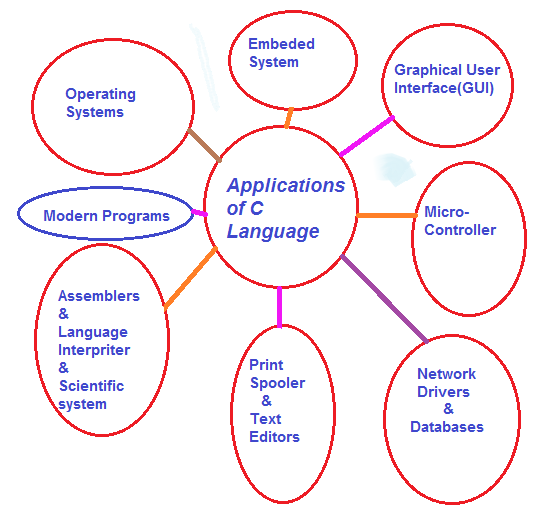 Embeded
System
Graphical User
Interface(GUI)
Operating
Systems
Applications
of C
Language
Modern Programs
Micro-
Controller
Assemblers
&
Language
Interpriter
&
Scientific
system
Print
Spooler
&
Text
Editors
Network
Drivers
&
Databases